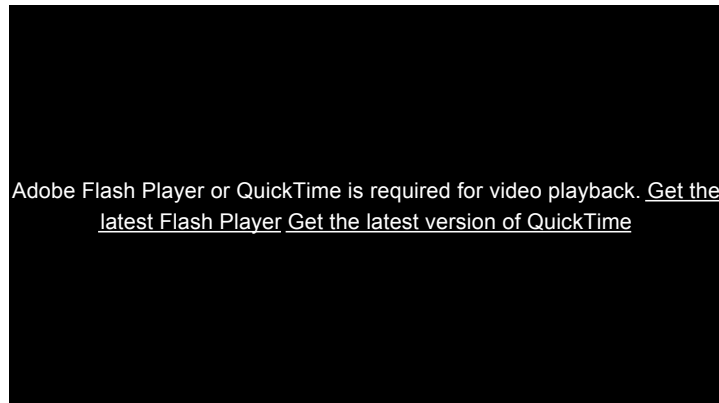 Adobe Flash Player or QuickTime is required for video playback. Get the
latest Flash Player Get the latest version of QuickTime